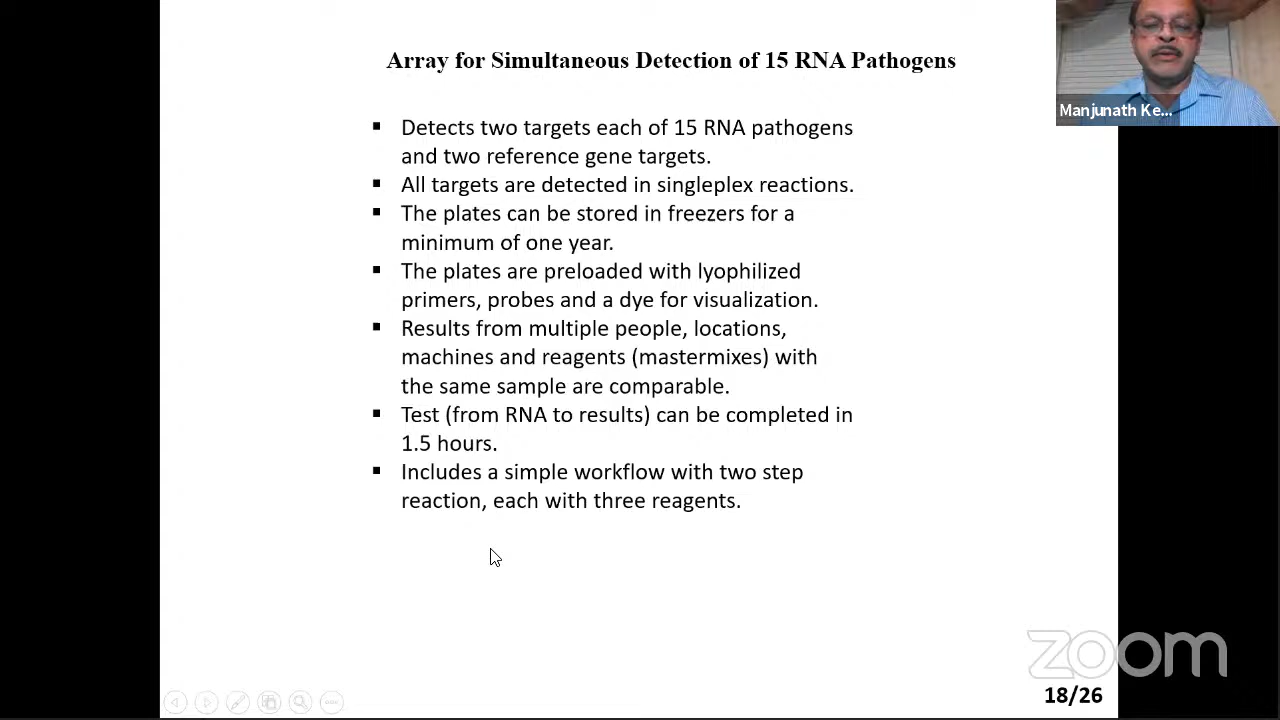 Array for Simultaneous Detection of 15 RNA Pathogens
Manjunath Ke...
▪ Detects two targets each of 15 RNA pathogens
and two reference gene targets.
▪ All targets are detected in singleplex reactions.
▪ The plates can be stored in freezers for a
minimum of one year.
▪ The plates are preloaded with lyophilized
primers, probes and a dye for visualization.
▪ Results from multiple people, locations,
machines and reagents (mastermixes) with
the same sample are comparable.
▪ Test (from RNA to results) can be completed in
1.5 hours.
▪ Includes a simple workflow with two step
reaction, each with three reagents.
zoom
18/26